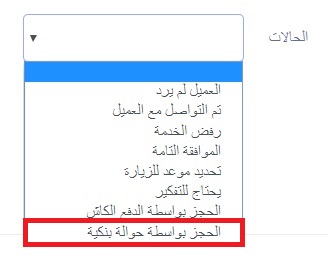 الحالات
العميل لم يرد
تم التواصل مع العميل
رفض الخدمة
الموافقة التامة
تحديد موعد للزيارة
يحتاج للتفكير
الحجز بواسطة الدفع الكاش
الحجز بواسطة حوالة بنكية